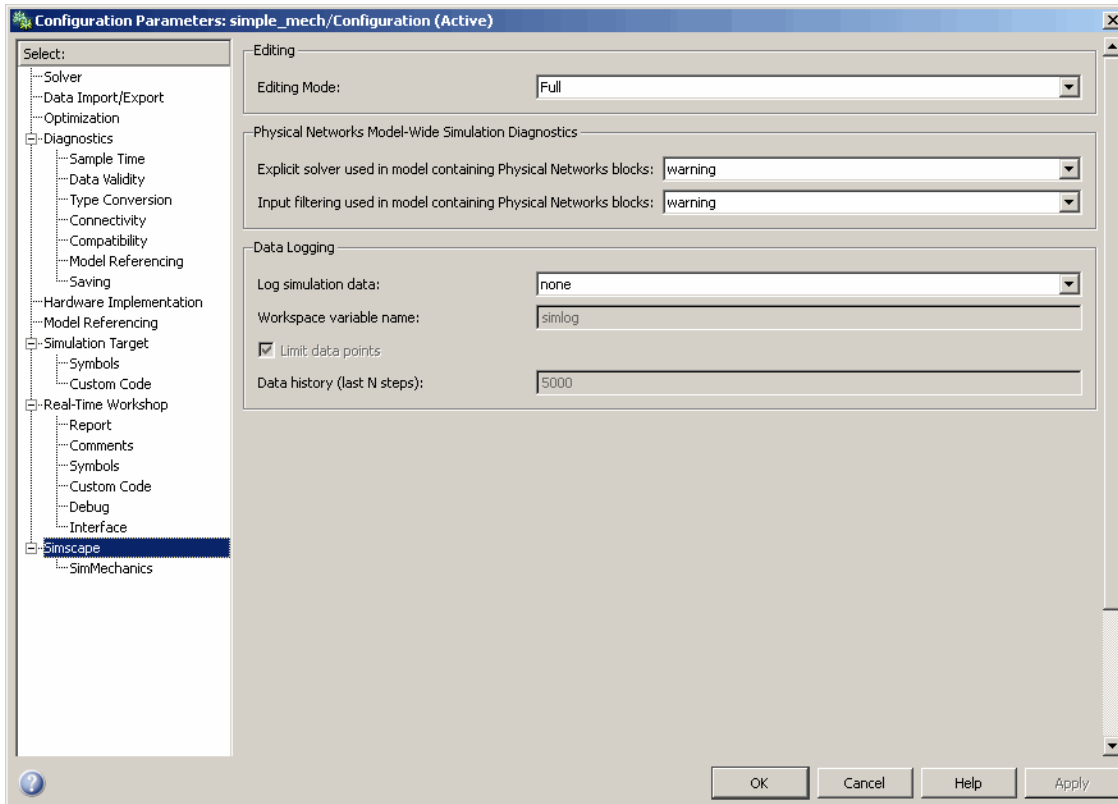 Configuration Parameters: simple_mech/Configuration (Active)
Select:
Solver
Data Import/Export
Optimization
Diagnostics
Sample Time
Data Validity
Type Conversion
Connectivity
Compatibility
Model Referencing
Saving
Hardware Implementation
Model Referencing
Simulation Target
Symbols
Custom Code
Real-Time Workshop
Report
Comments
Symbols
Custom Code
Debug
Interface
Simscape
SimMechanics
Editing
Editing Mode: Full
Physical Networks Model-Wide Simulation Diagnostics
Explicit solver used in model containing Physical Networks blocks: warning
Input filtering used in model containing Physical Networks blocks: warning
Data Logging
Log simulation data: none
Workspace variable name: simlog
Limit data points
Data history (last N steps): 5000
OK Cancel Help Apply